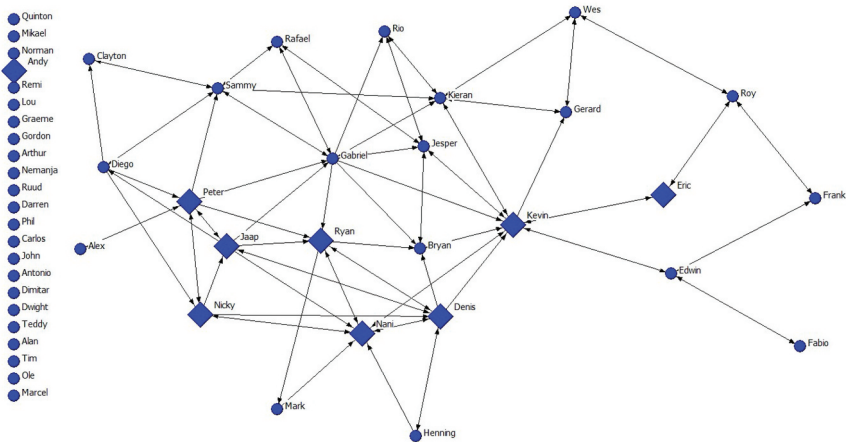 Quinton
Mikael
Norman
Andy
Remi
Lou
Graeme
Gordon
Arthur
Nemanja
Ruud
Darren
Phil
Carlos
John
Antonio
Dimitar
Dwight
Teddy
Alan
Tim
Ole
Marcel
Wes
Rio
Rafael
Clayton
Sammy
Kieran
Roy
Gerard
Jesper
Gabriel
Diego
Peter
Eric
Frank
Kevin
Alex
Jaap
Ryan
Bryan
Edwin
Nicky
Nani
Denis
Fabio
Mark
Henning